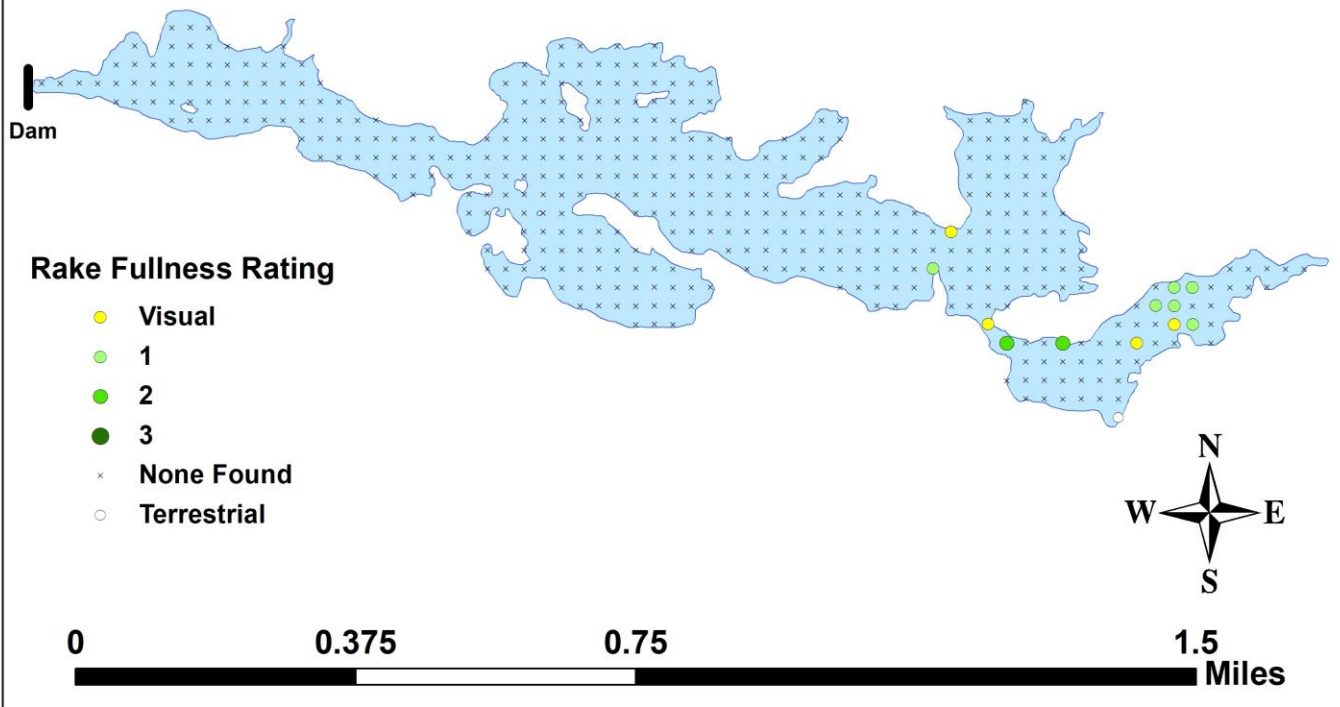 Dam
Rake Fullness Rating
Visual
1
2
3
None Found
Terrestrial
N
W E
S
0 0.375 0.75 1.5
Miles